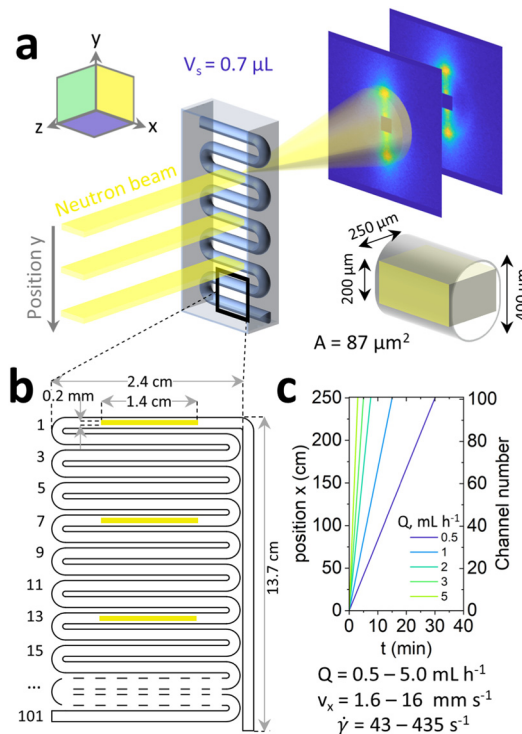 a
y
z
x
Vs = 0.7 μL
Neutron beam
Position y
250 μm
200 μm
400 μm
A = 87 μm²
b
2.4 cm
0.2 mm
1.4 cm
1
3
5
7
9
11
13
15
...
101
13.7 cm
c
250
200
150
100
50
0
position x (cm)
100
80
60
40
20
0
Channel number
Q, mL h⁻¹
0.5
1
2
3
5
0 10 20 30 40
t (min)
Q = 0.5 – 5.0 mL h⁻¹
vₓ = 1.6 – 16 mm s⁻¹
γ̇ = 43 – 435 s⁻¹